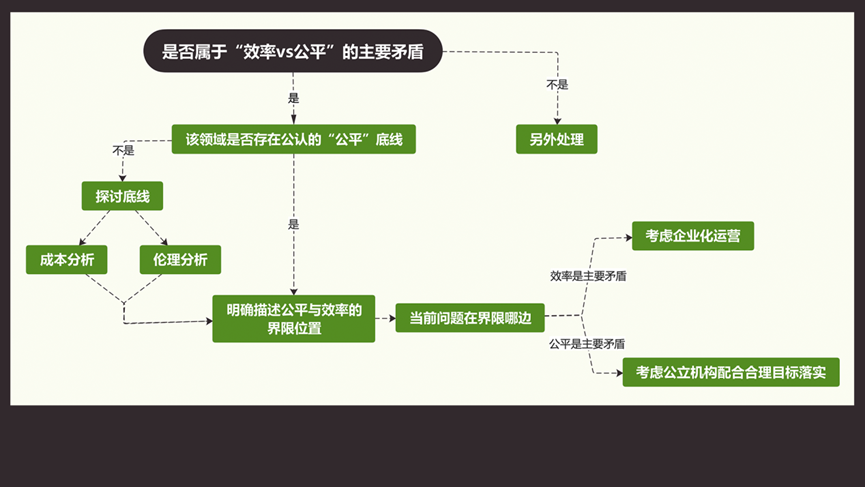 是否属于“效率vs公平”的主要矛盾
不是
是
该领域是否存在公认的“公平”底线
另外处理
不是
探讨底线
是
成本分析
伦理分析
考虑企业化运营
效率是主要矛盾
明确描述公平与效率的
界限位置
当前问题在界限哪边
公平是主要矛盾
考虑公立机构配合合理目标落实